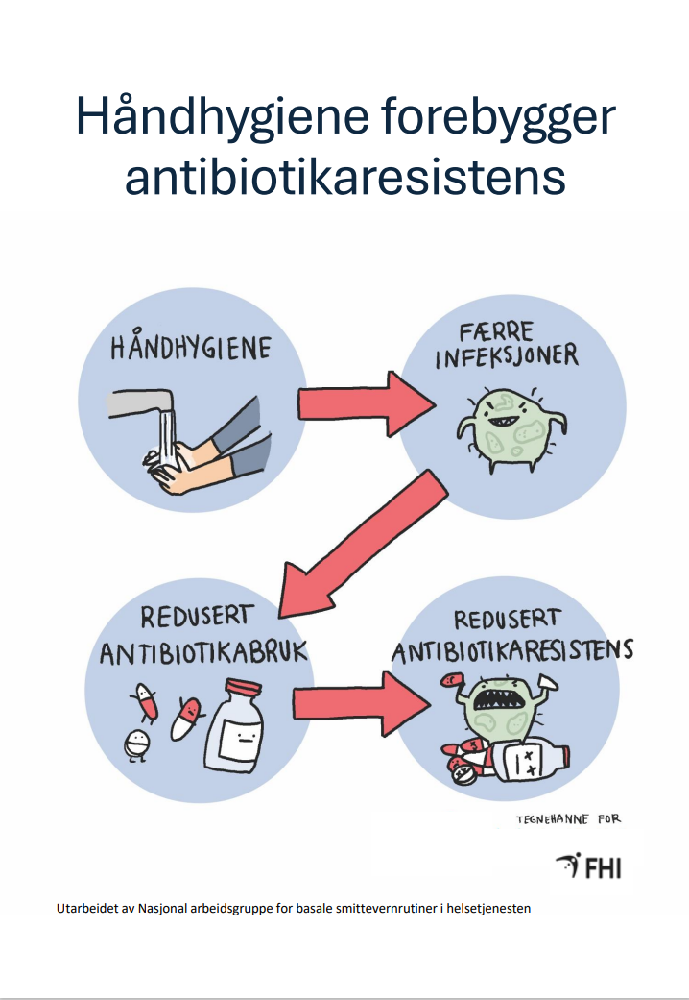 Håndhygiene forebygger
antibiotikaresistens
HÅNDHYGIENE
FÆRRE
INFEKSJONER
REDUSERT
ANTIBIOTIKABRUK
REDUSERT
ANTIBIOTIKARESISTENS
TEGNEHANNE FOR
FHI
Utarbeidet av Nasjonal arbeidsgruppe for basale smittevernrutiner i helsetjenesten